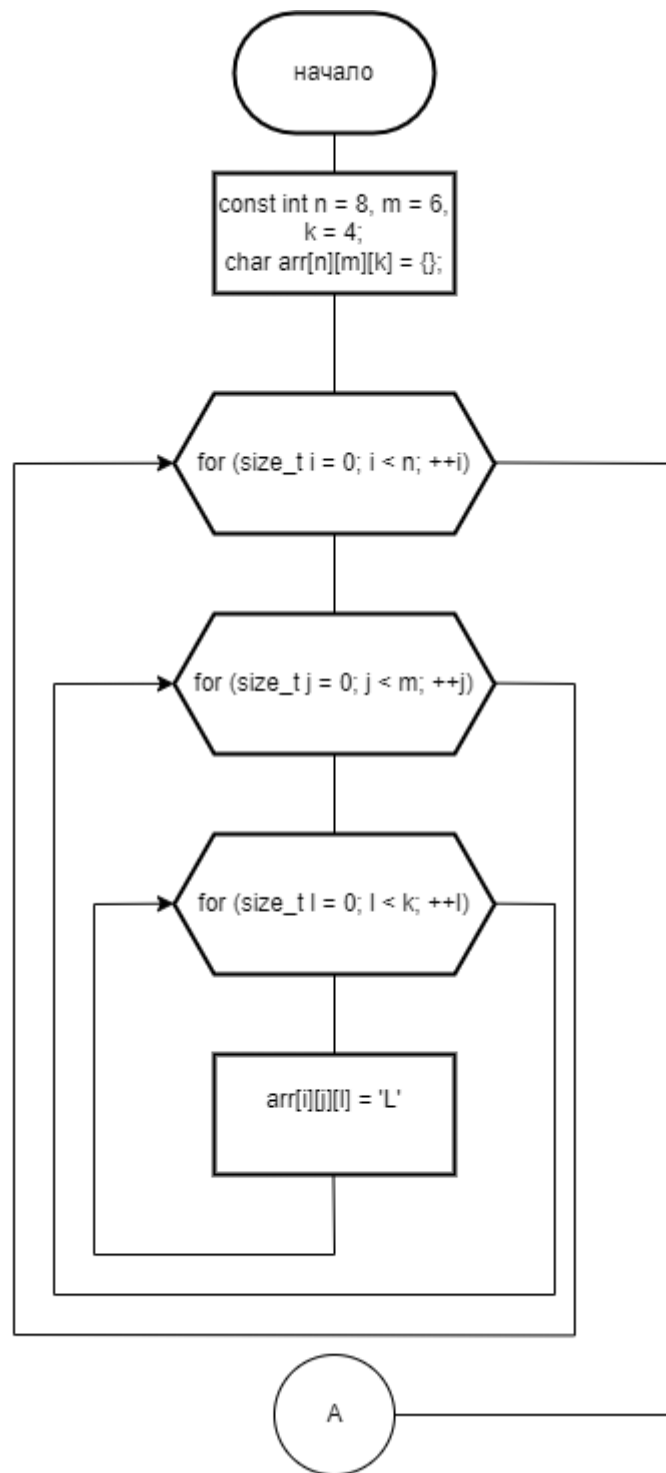 начало
const int n = 8, m = 6,
k = 4;
char arr[n][m][k] = {};
for (size_t i = 0; i < n; ++i)
for (size_t j = 0; j < m; ++j)
for (size_t l = 0; l < k; ++l)
arr[i][j][l] = 'L'
A